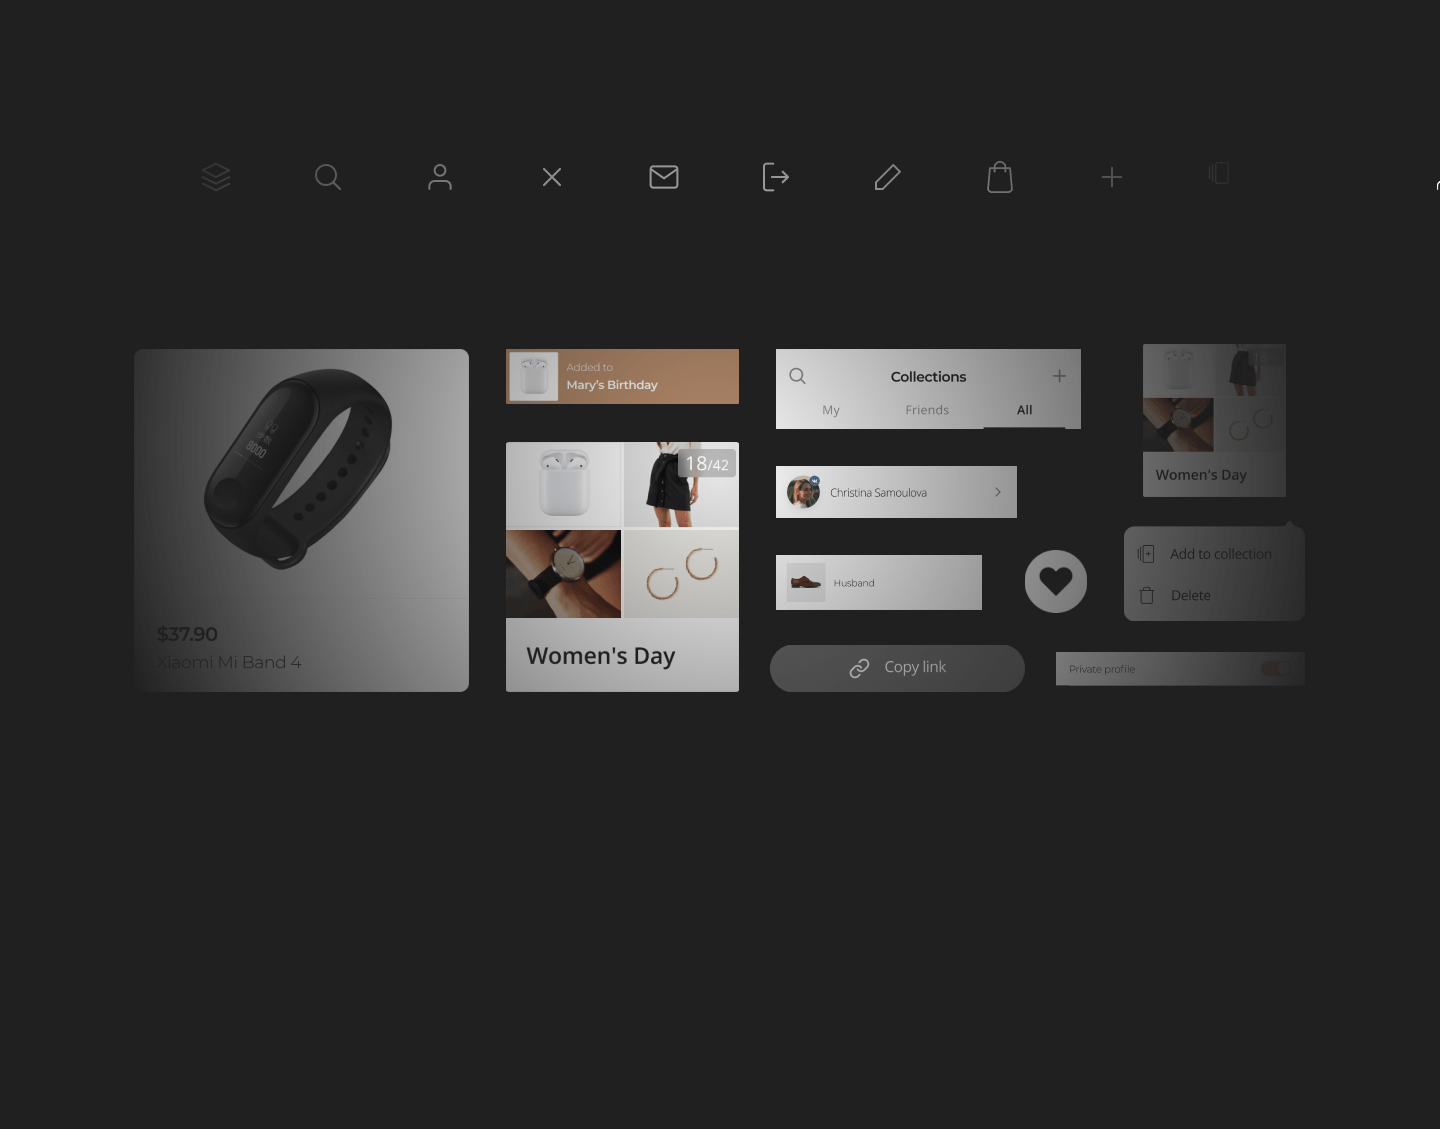 $37.90
Xiaomi Mi Band 4
Added to
Mary's Birthday
18/42
Women's Day
Collections
My
Friends
All
Christina Samoulova
Husband
Copy link
Women's Day
Add to collection
Delete
Private profile